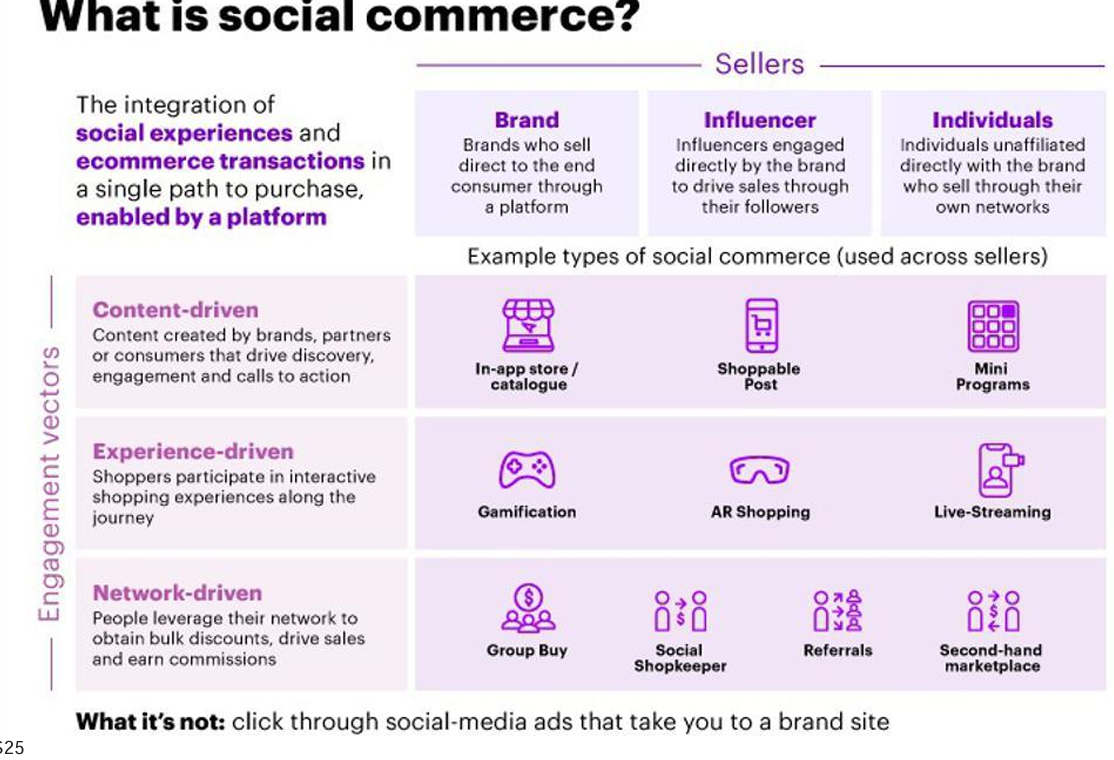 What is social commerce?
Sellers
The integration of
social experiences and
ecommerce transactions in
a single path to purchase,
enabled by a platform
Brand
Brands who sell
direct to the end
consumer through
a platform
Influencer
Influencers engaged
directly by the brand
to drive sales through
their followers
Individuals
Individuals unaffiliated
directly with the brand
who sell through their
own networks
Example types of social commerce (used across sellers)
Engagement vectors
Content-driven
Content created by brands, partners
or consumers that drive discovery,
engagement and calls to action
In-app store /
catalogue
Shoppable
Post
Mini
Programs
Experience-driven
Shoppers participate in interactive
shopping experiences along the
journey
Gamification
AR Shopping
Live-Streaming
Network-driven
People leverage their network to
obtain bulk discounts, drive sales
and earn commissions
Group Buy
Social
Shopkeeper
Referrals
Second-hand
marketplace
What it's not: click through social-media ads that take you to a brand site